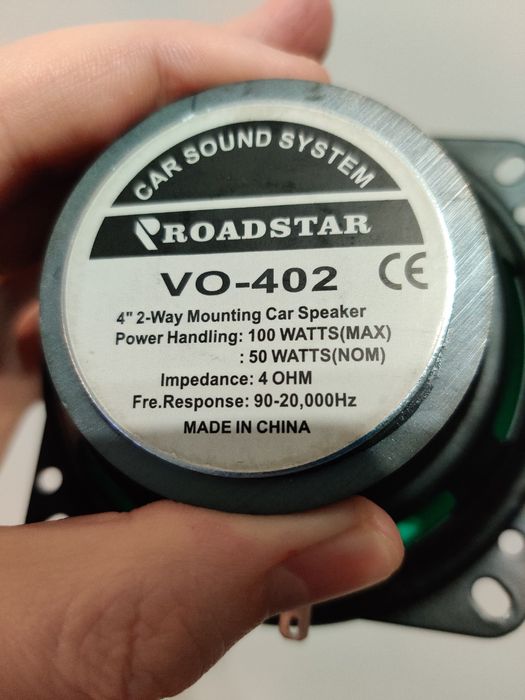 CAR SOUND SYSTEM
ROADSTAR
VO-402 CE
4" 2-Way Mounting Car Speaker
Power Handling: 100 WATTS(MAX)
: 50 WATTS(NOM)
Impedance: 4 OHM
Fre.Response: 90-20,000Hz
MADE IN CHINA